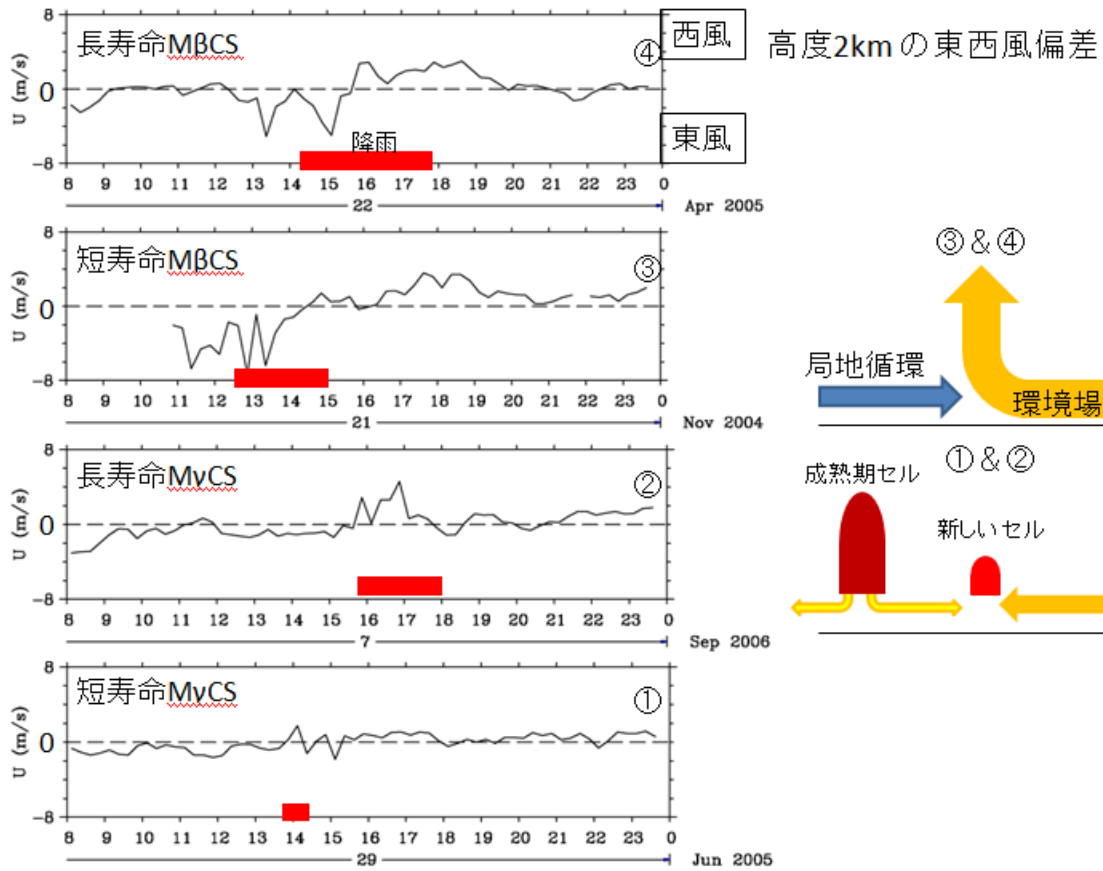 高度2kmの東西風偏差
長寿命MβCS
④
西風
東風
降雨
U (m/s)
8
0
−8
8 9 10 11 12 13 14 15 16 17 18 19 20 21 22 23 0
22
Apr 2005
短寿命MβCS
③
U (m/s)
8
0
−8
8 9 10 11 12 13 14 15 16 17 18 19 20 21 22 23 0
21
Nov 2004
長寿命MγCS
②
U (m/s)
8
0
−8
8 9 10 11 12 13 14 15 16 17 18 19 20 21 22 23 0
7
Sep 2006
短寿命MγCS
①
U (m/s)
8
0
−8
8 9 10 11 12 13 14 15 16 17 18 19 20 21 22 23 0
29
Jun 2005
③&④
局地循環
環境場
①&②
成熟期セル
新しいセル